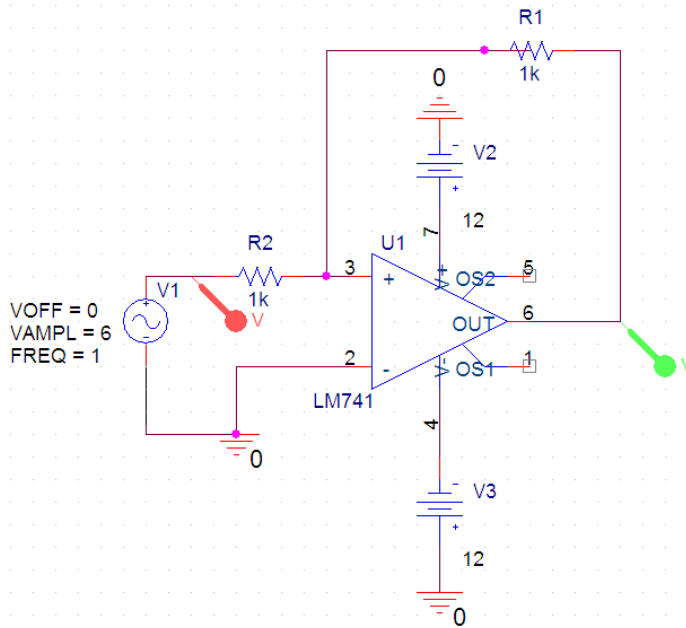 R1
1k
0
V2
12
7
U1
R2
1k
3
+
V+
OS2
5
V1
V
VOFF = 0
VAMPL = 6
FREQ = 1
OUT
6
2
-
V-
OS1
1
LM741
V
0
4
V3
12
0